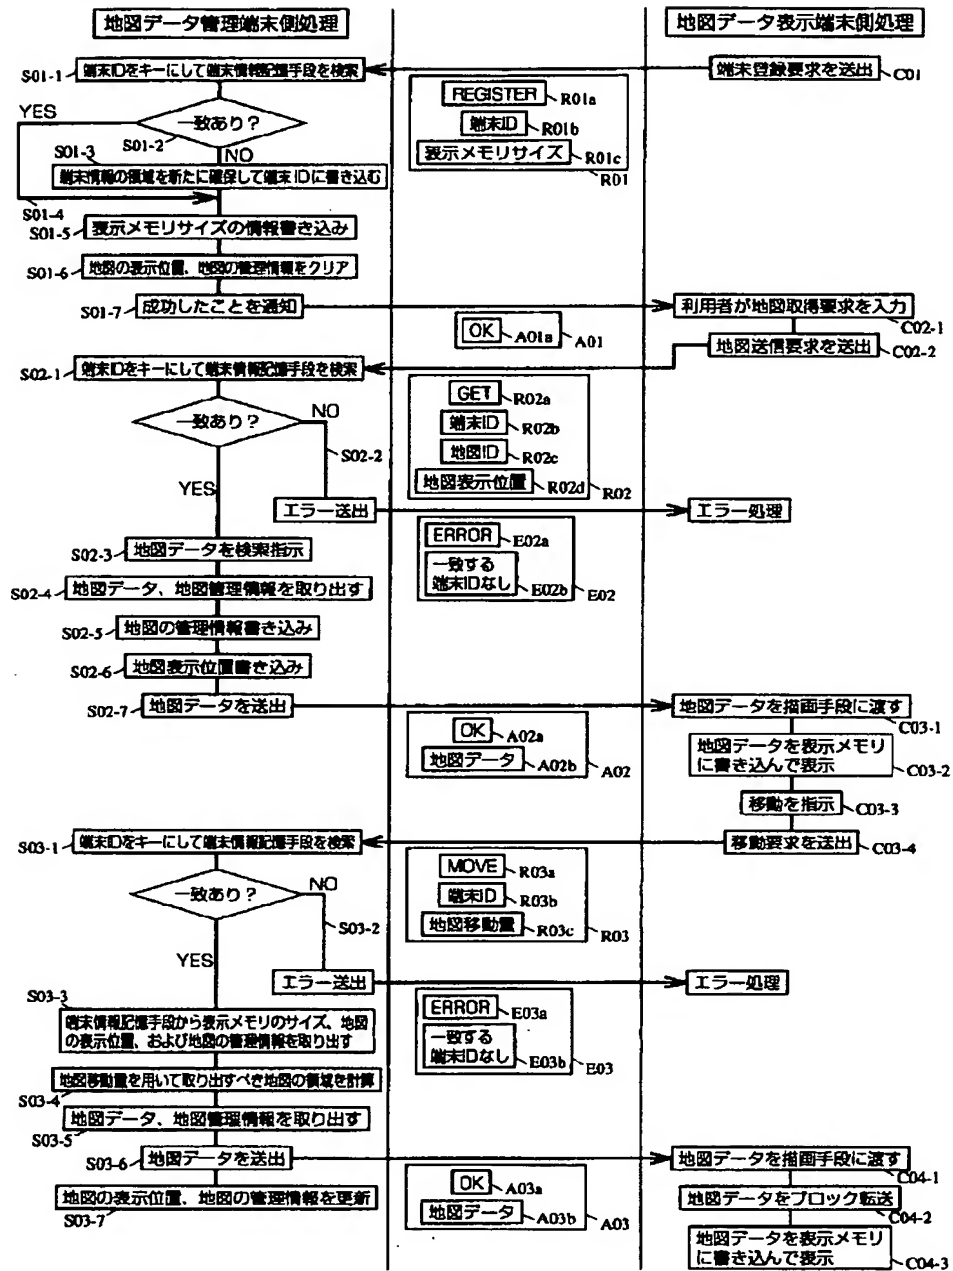 地図データ管理端末側処理
地図データ表示端末側処理
端末IDをキーにして端末情報記憶手段を検索
S01-1
端末登録要求を送出
C01
REGISTER
R01a
端末ID
R01b
表示メモリサイズ
R01c
R01
YES
一致あり？
S01-2
NO
S01-3
端末情報の領域を新たに確保して端末IDに書き込む
S01-4
S01-5
表示メモリサイズの情報書き込み
S01-6
地図の表示位置、地図の管理情報をクリア
S01-7
成功したことを通知
OK
A01a
A01
利用者が地図取得要求を入力
C02-1
地図送信要求を送出
C02-2
S02-1
端末IDをキーにして端末情報記憶手段を検索
GET
R02a
端末ID
R02b
地図ID
R02c
地図表示位置
R02d
R02
一致あり？
NO
S02-2
YES
エラー送出
エラー処理
ERROR
E02a
一致する
端末IDなし
E02b
E02
S02-3
地図データを検索指示
S02-4
地図データ、地図管理情報を取り出す
S02-5
地図の管理情報書き込み
S02-6
地図表示位置書き込み
S02-7
地図データを送出
OK
A02a
地図データ
A02b
A02
地図データを描画手段に渡す
C03-1
地図データを表示メモリ
に書き込んで表示
C03-2
移動を指示
C03-3
移動要求を送出
C03-4
S03-1
端末IDをキーにして端末情報記憶手段を検索
MOVE
R03a
端末ID
R03b
地図移動量
R03c
R03
一致あり？
NO
S03-2
YES
エラー送出
エラー処理
ERROR
E03a
一致する
端末IDなし
E03b
E03
S03-3
端末情報記憶手段から表示メモリのサイズ、地図
の表示位置、および地図の管理情報を取り出す
地図移動量を用いて取り出すべき地図の領域を計算
S03-4
地図データ、地図管理情報を取り出す
S03-5
S03-6
地図データを送出
OK
A03a
地図データ
A03b
A03
地図の表示位置、地図の管理情報を更新
S03-7
地図データを描画手段に渡す
C04-1
地図データをブロック転送
C04-2
地図データを表示メモリ
に書き込んで表示
C04-3